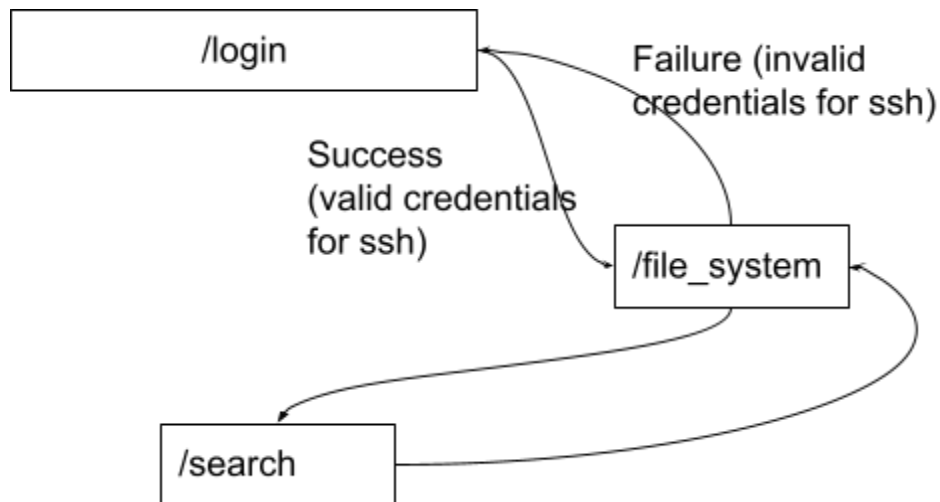 /login
Failure (invalid
credentials for ssh)
Success
(valid credentials
for ssh)
/file_system
/search